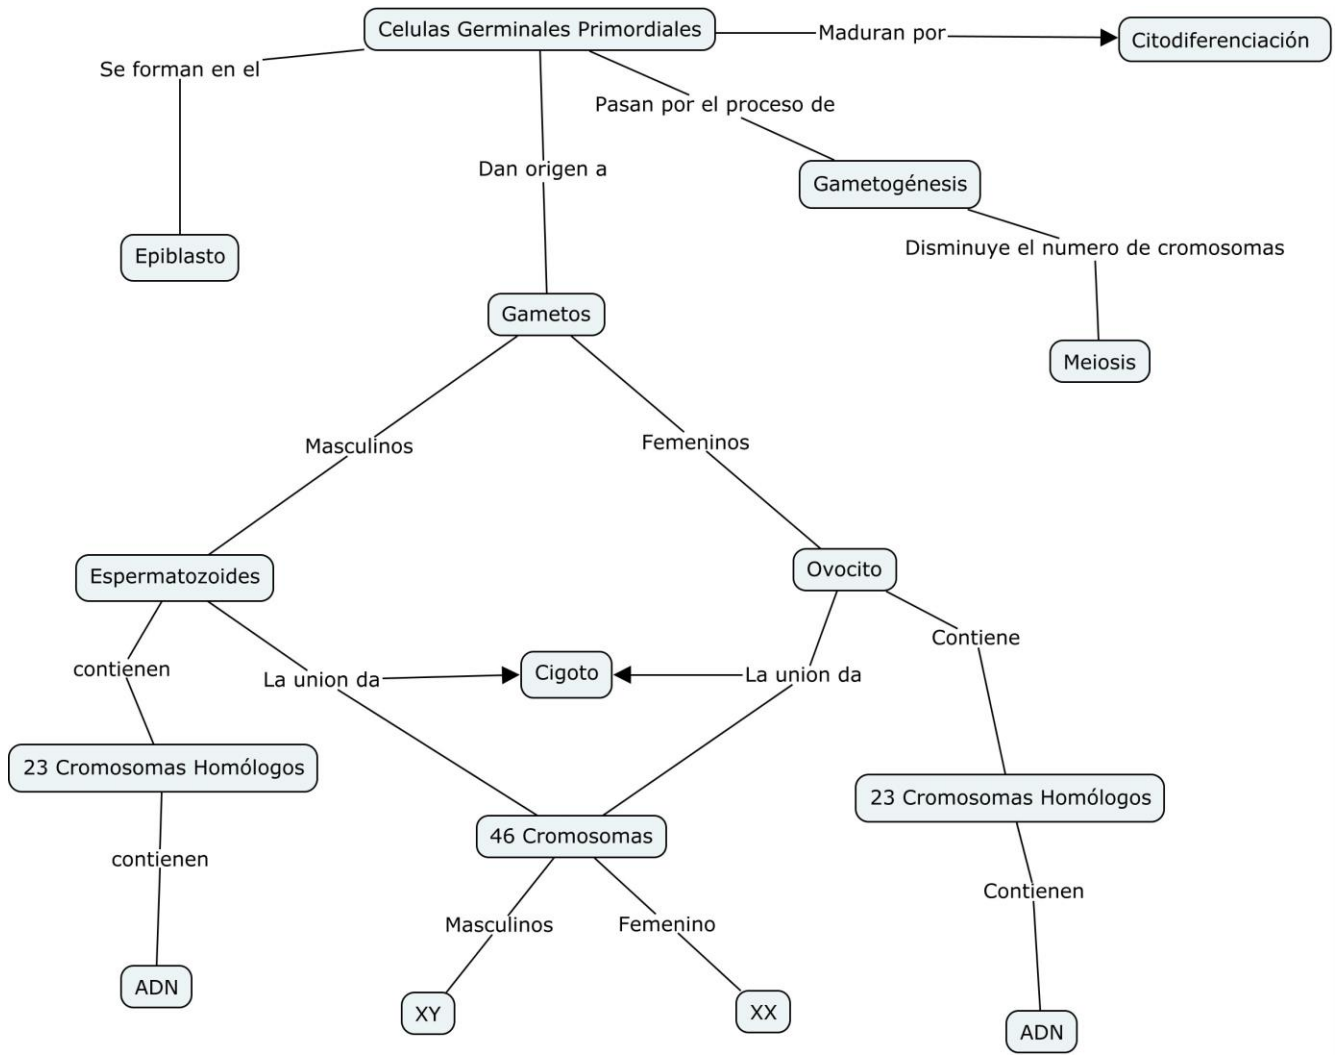 Celulas Germinales Primordiales
Maduran por
Citodiferenciación
Se forman en el
Pasan por el proceso de
Dan origen a
Gametogénesis
Disminuye el numero de cromosomas
Epiblasto
Gametos
Meiosis
Masculinos
Femeninos
Espermatozoides
Ovocito
Contiene
contienen
La union da
Cigoto
La union da
23 Cromosomas Homólogos
23 Cromosomas Homólogos
46 Cromosomas
contienen
Contienen
Masculinos
Femenino
ADN
XY
XX
ADN